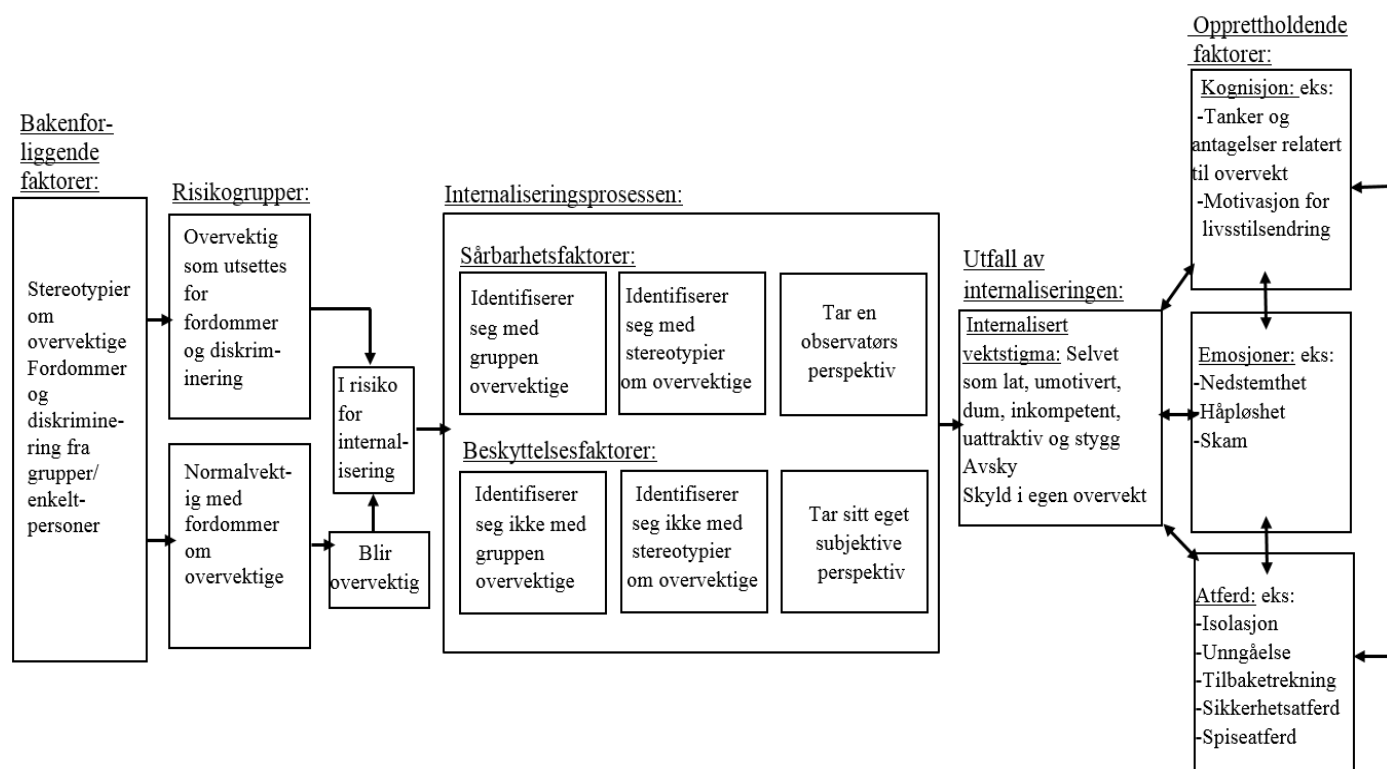 Bakenfor-
liggende
faktorer:
Stereotypier
om
overvektige
Fordommer
og
diskrimine-
ring fra
grupper/
enkelt-
personer
Risikogrupper:
Overvektig
som utsettes
for
fordommer
og diskrim-
inering
Normalvekt-
ig med
fordommer
om
overvektige
I risiko
for
internal-
isering
Blir
overvektig
Internaliseringsprosessen:
Sårbarhetsfaktorer:
Identifiserer
seg med
gruppen
overvektige
Identifiserer
seg med
stereotypier
om overvektige
Tar en
observatørs
perspektiv
Beskyttelsesfaktorer:
Identifiserer
seg ikke med
gruppen
overvektige
Identifiserer
seg ikke med
stereotypier
om overvektige
Tar sitt eget
subjektive
perspektiv
Utfall av
internaliseringen:
Internalisert
vektstigma: Selvet
som lat, umotivert,
dum, inkompetent,
uattraktiv og stygg
Avsky
Skyld i egen overvekt
Opprettholdende
faktorer:
Kognisjon: eks:
-Tanker og
antagelser relatert
til overvekt
-Motivasjon for
livsstilsendring
Emosjoner: eks:
-Nedstemthet
-Håpløshet
-Skam
Atferd: eks:
-Isolasjon
-Unngåelse
-Tilbaketrekning
-Sikkerhetsatferd
-Spiseatferd